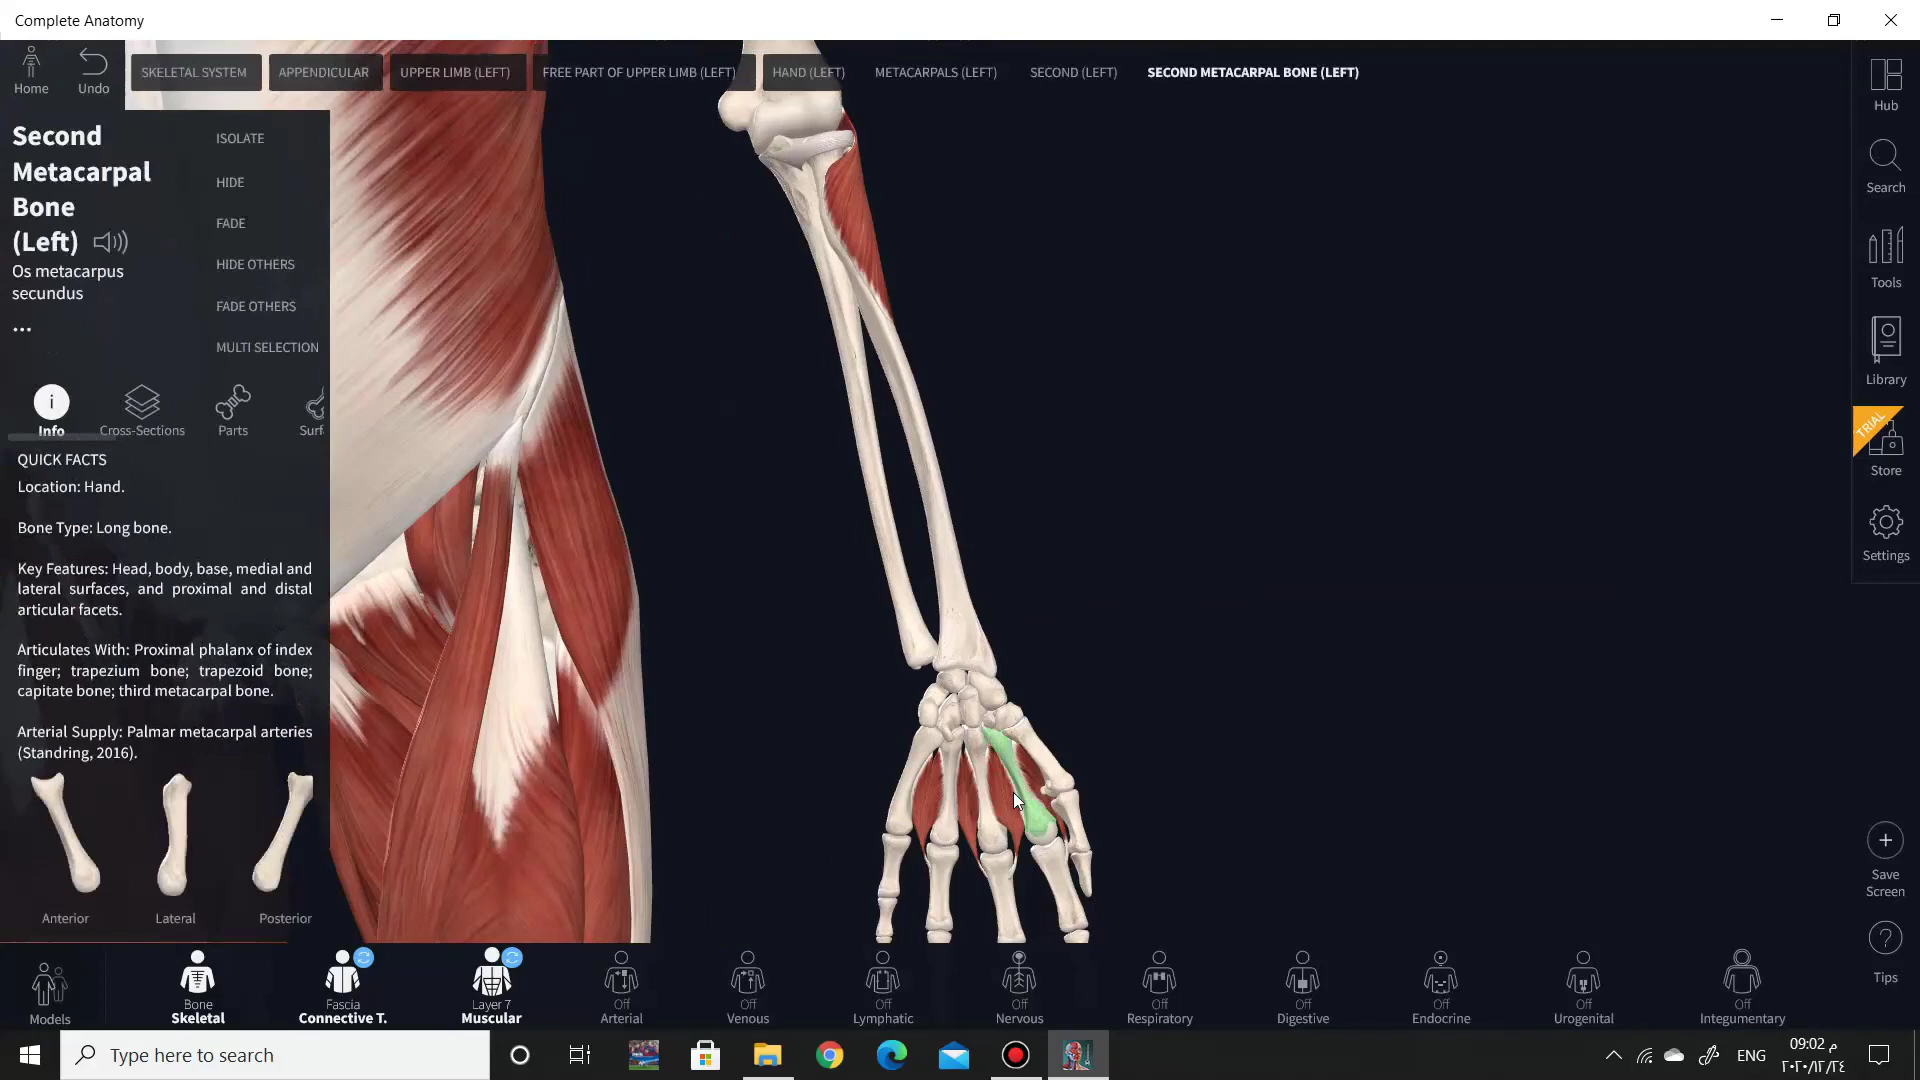 Complete Anatomy
Home
Undo
SKELETAL SYSTEM
APPENDICULAR
UPPER LIMB (LEFT)
FREE PART OF UPPER LIMB (LEFT)
HAND (LEFT)
METACARPALS (LEFT)
SECOND (LEFT)
SECOND METACARPAL BONE (LEFT)
Second
Metacarpal
Bone
(Left)
Os metacarpus
secundus
...
ISOLATE
HIDE
FADE
HIDE OTHERS
FADE OTHERS
MULTI SELECTION
Info
Cross-Sections
Parts
Surf
QUICK FACTS
Location: Hand.
Bone Type: Long bone.
Key Features: Head, body, base, medial and
lateral surfaces, and proximal and distal
articular facets.
Articulates With: Proximal phalanx of index
finger; trapezium bone; trapezoid bone;
capitate bone; third metacarpal bone.
Arterial Supply: Palmar metacarpal arteries
(Standring, 2016).
Anterior
Lateral
Posterior
Hub
Search
Tools
Library
TRIAL
Store
Settings
Save
Screen
Tips
Models
Bone
Skeletal
Fascia
Connective T.
Layer 7
Muscular
Off
Arterial
Off
Venous
Off
Lymphatic
Off
Nervous
Off
Respiratory
Off
Digestive
Off
Endocrine
Off
Urogenital
Off
Integumentary
Type here to search
ENG
09:02 م
٢٠٢٠/١٢/٢٤